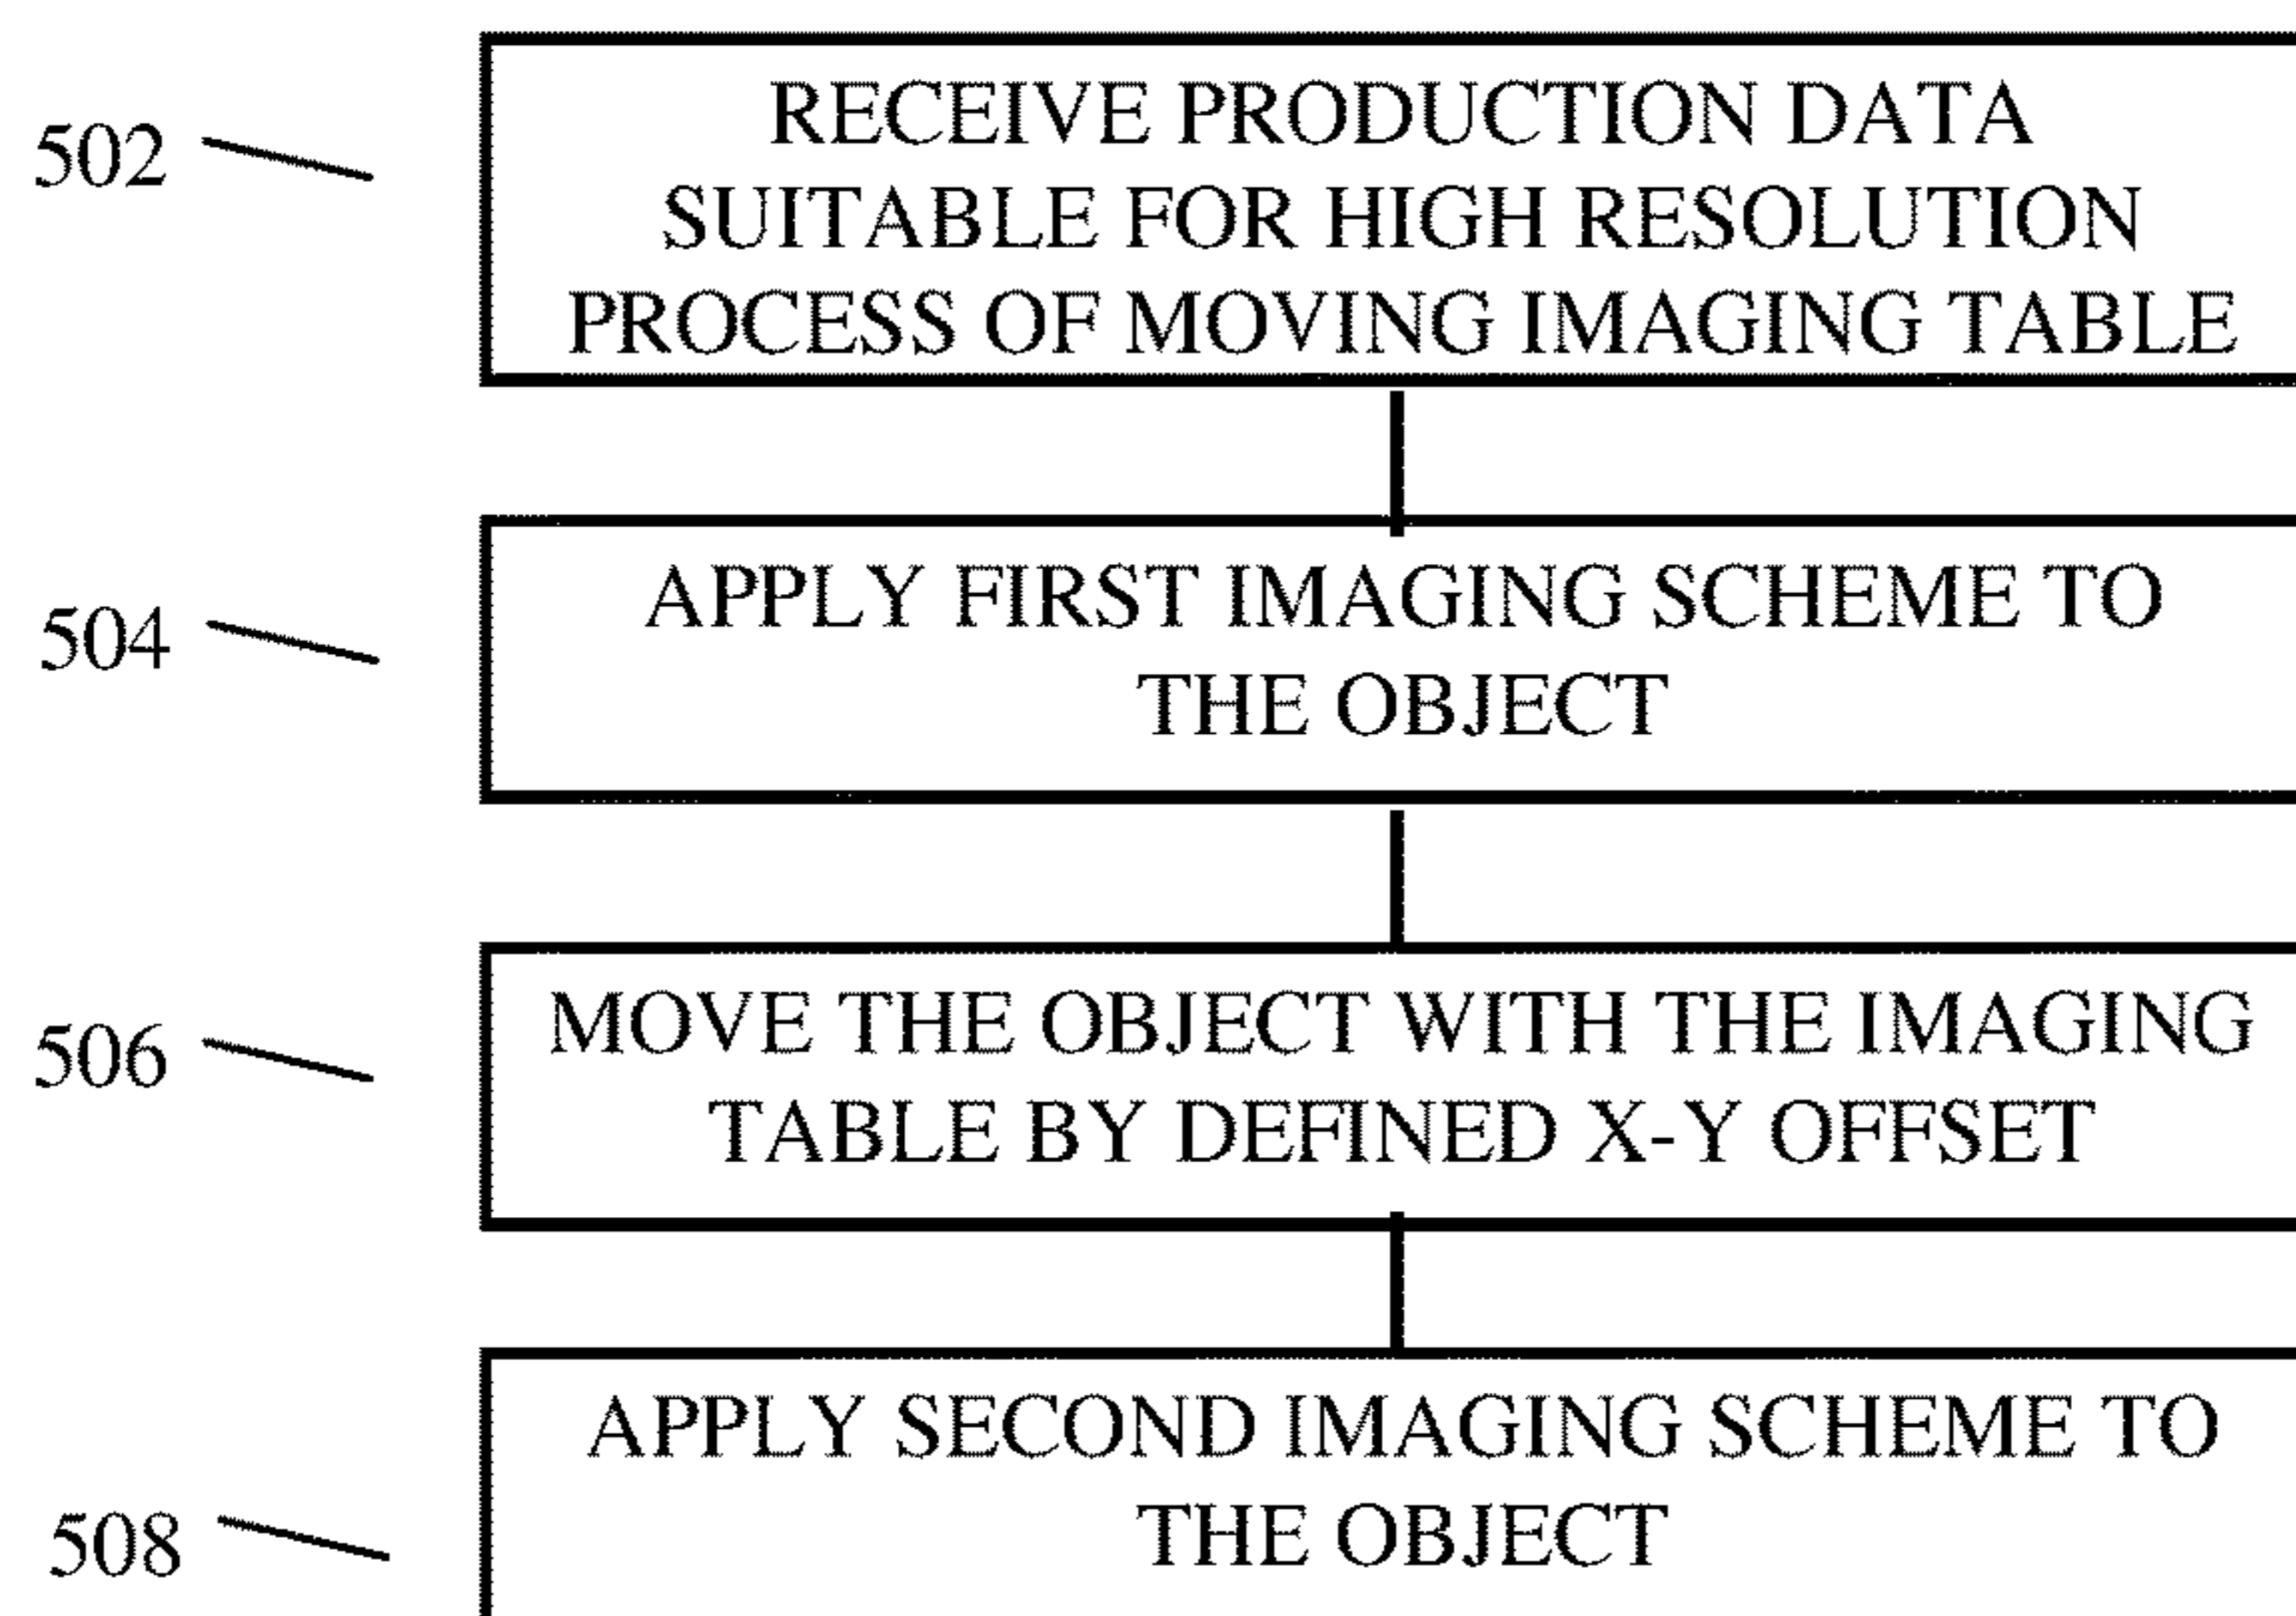 502
RECEIVE PRODUCTION DATA
SUITABLE FOR HIGH RESOLUTION
PROCESS OF MOVING IMAGING TABLE
504
APPLY FIRST IMAGING SCHEME TO
THE OBJECT
506
MOVE THE OBJECT WITH THE IMAGING
TABLE BY DEFINED X-Y OFFSET
508
APPLY SECOND IMAGING SCHEME TO
THE OBJECT